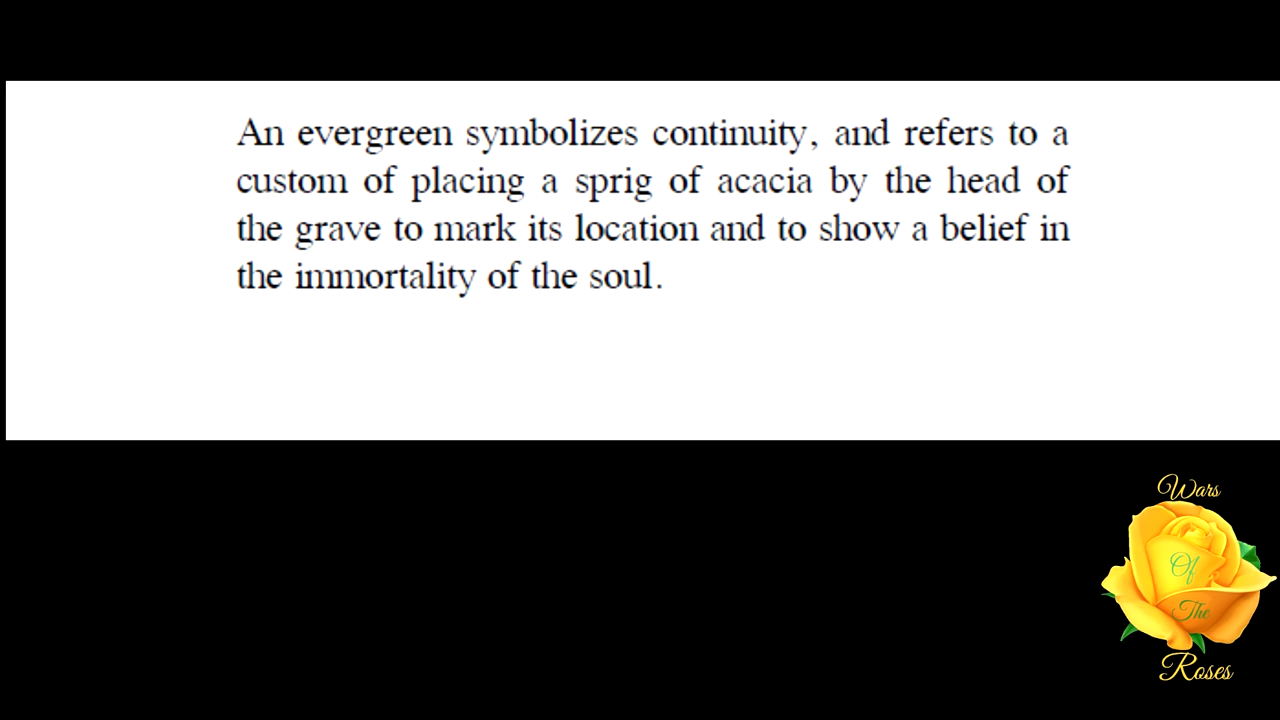 An evergreen symbolizes continuity, and refers to a
custom of placing a sprig of acacia by the head of
the grave to mark its location and to show a belief in
the immortality of the soul.
Wars
Of
The
Roses